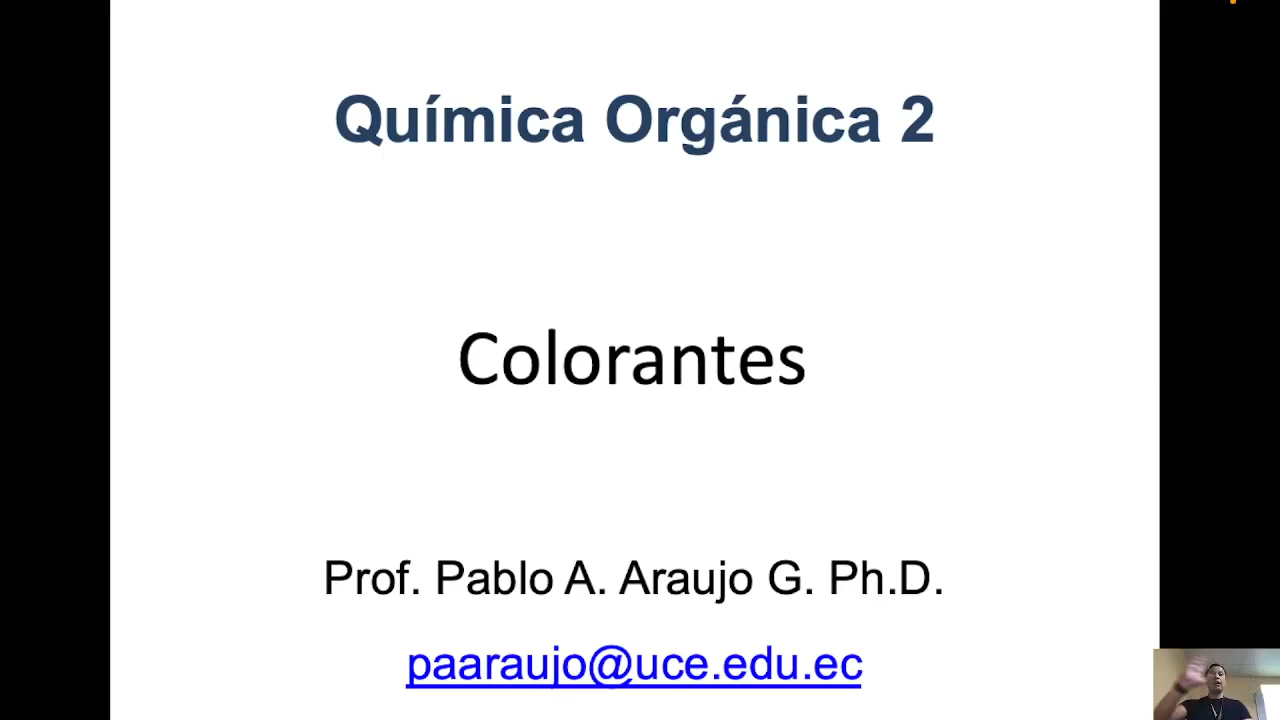 Química Orgánica 2
Colorantes
Prof. Pablo A. Araujo G. Ph.D.
paaraujo@uce.edu.ec